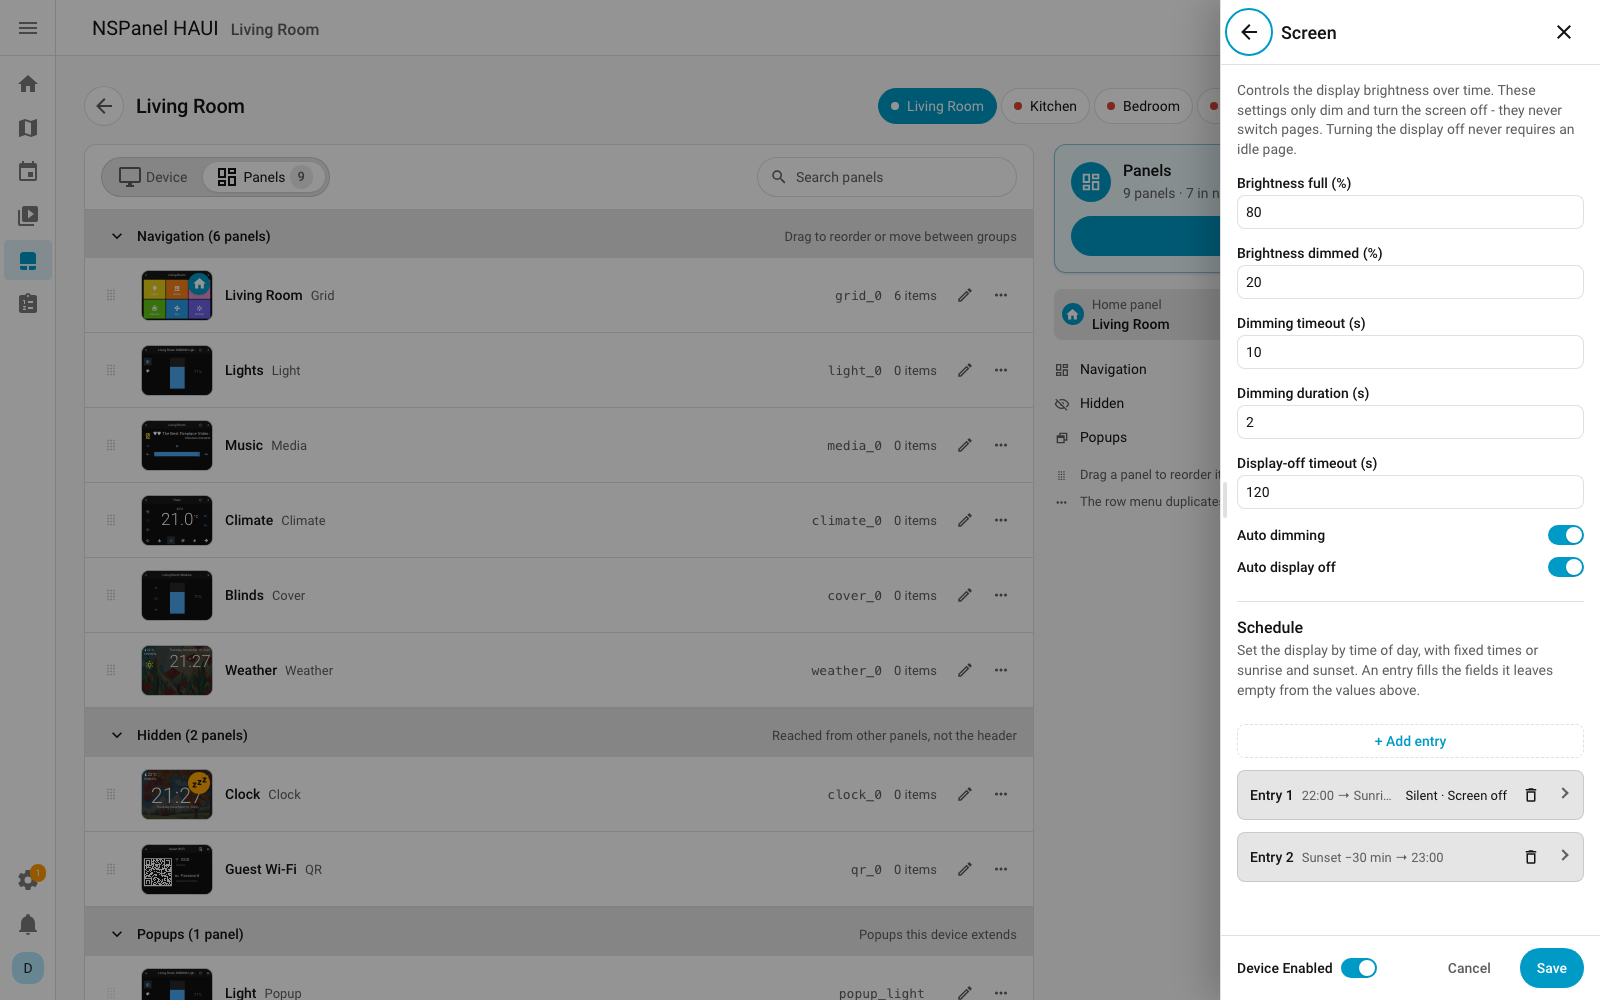 NSPanel HAUI Living Room
Living Room
Living Room
Kitchen
Bedroom
Device
Panels 9
Search panels
Navigation (6 panels)
Drag to reorder or move between groups
Living Room Grid
grid_0 6 items
Lights Light
light_0 0 items
Music Media
media_0 0 items
Climate Climate
21.0
climate_0 0 items
Blinds Cover
cover_0 0 items
21:27
Weather Weather
weather_0 0 items
Hidden (2 panels)
Reached from other panels, not the header
21:27
zzz
Clock Clock
clock_0 0 items
Guest Wi-Fi QR
qr_0 0 items
Popups (1 panel)
Popups this device extends
Light Popup
popup_light
Panels
9 panels · 7 in n
Home panel
Living Room
Navigation
Hidden
Popups
Drag a panel to reorder i
The row menu duplicate
1
D
Screen
Controls the display brightness over time. These
settings only dim and turn the screen off - they never
switch pages. Turning the display off never requires an
idle page.
Brightness full (%)
80
Brightness dimmed (%)
20
Dimming timeout (s)
10
Dimming duration (s)
2
Display-off timeout (s)
120
Auto dimming
Auto display off
Schedule
Set the display by time of day, with fixed times or
sunrise and sunset. An entry fills the fields it leaves
empty from the values above.
+ Add entry
Entry 1 22:00 → Sunri... Silent · Screen off
Entry 2 Sunset −30 min → 23:00
Device Enabled
Cancel
Save